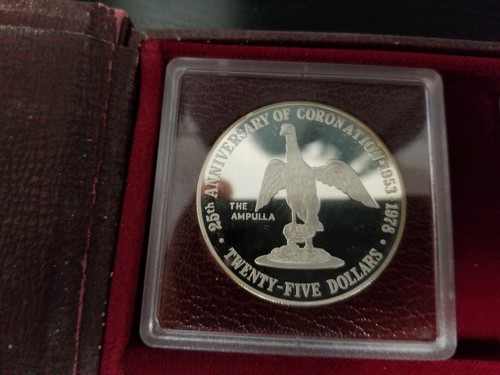 25th ANNIVERSARY OF CORONATION • 1953 1978 •
THE
AMPULLA
TWENTY-FIVE DOLLARS